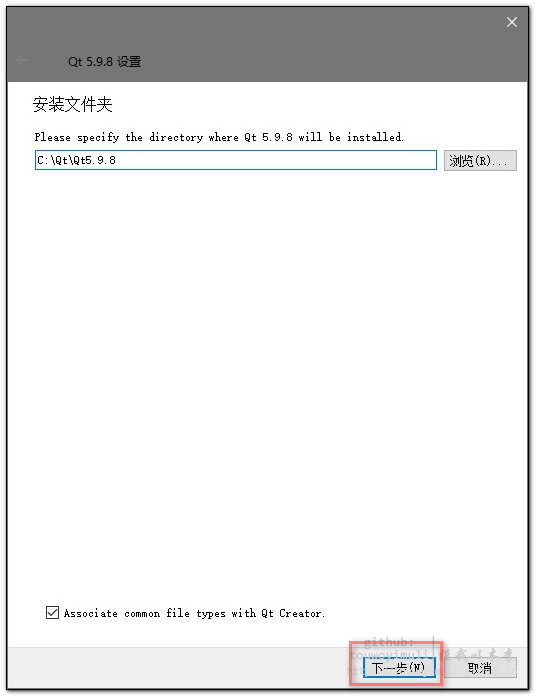 Qt 5.9.8 设置
安装文件夹
Please specify the directory where Qt 5.9.8 will be installed.
C:\Qt\Qt5.9.8
浏览(R)...
Associate common file types with Qt Creator.
github:
touwoyimuli
下一步(N)
取消